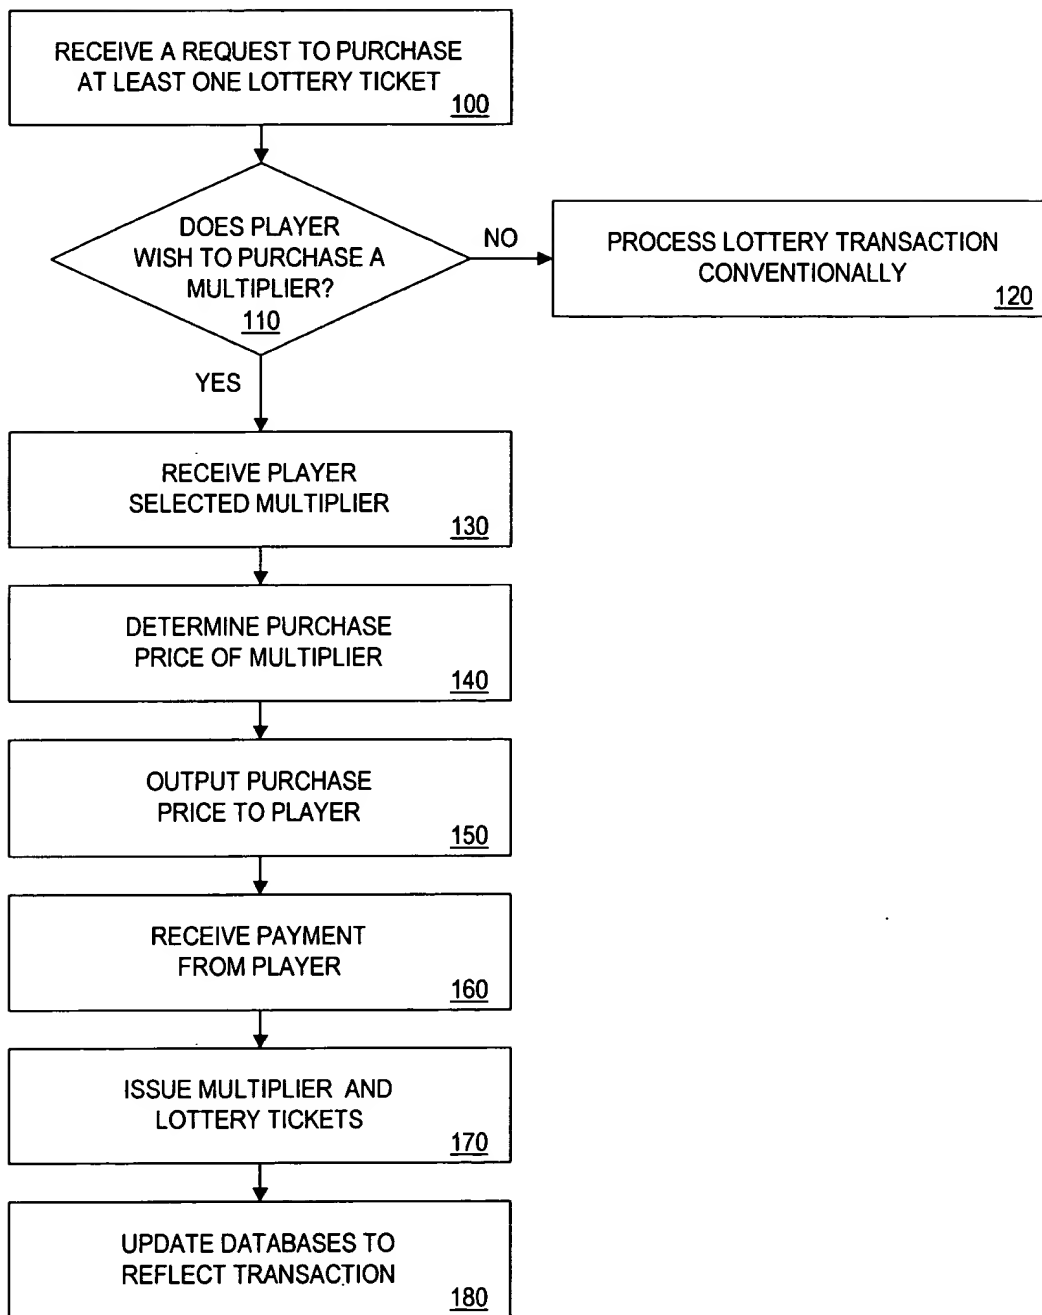 RECEIVE A REQUEST TO PURCHASE
AT LEAST ONE LOTTERY TICKET
100
DOES PLAYER
WISH TO PURCHASE A
MULTIPLIER?
110
NO
PROCESS LOTTERY TRANSACTION
CONVENTIONALLY
120
YES
RECEIVE PLAYER
SELECTED MULTIPLIER
130
DETERMINE PURCHASE
PRICE OF MULTIPLIER
140
OUTPUT PURCHASE
PRICE TO PLAYER
150
RECEIVE PAYMENT
FROM PLAYER
160
ISSUE MULTIPLIER AND
LOTTERY TICKETS
170
UPDATE DATABASES TO
REFLECT TRANSACTION
180